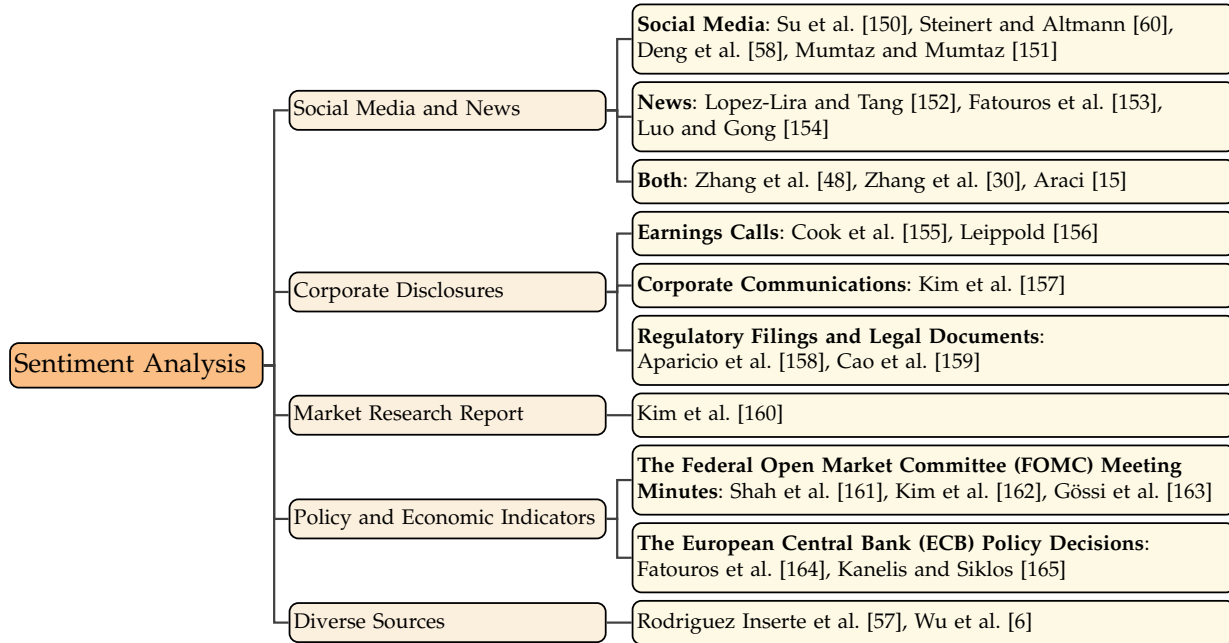 Sentiment Analysis
Social Media and News
Social Media: Su et al. [150], Steinert and Altmann [60],
Deng et al. [58], Mumtaz and Mumtaz [151]
News: Lopez-Lira and Tang [152], Fatouros et al. [153],
Luo and Gong [154]
Both: Zhang et al. [48], Zhang et al. [30], Araci [15]
Corporate Disclosures
Earnings Calls: Cook et al. [155], Leippold [156]
Corporate Communications: Kim et al. [157]
Regulatory Filings and Legal Documents:
Aparicio et al. [158], Cao et al. [159]
Market Research Report
Kim et al. [160]
Policy and Economic Indicators
The Federal Open Market Committee (FOMC) Meeting
Minutes: Shah et al. [161], Kim et al. [162], Gössi et al. [163]
The European Central Bank (ECB) Policy Decisions:
Fatouros et al. [164], Kanelis and Siklos [165]
Diverse Sources
Rodriguez Inserte et al. [57], Wu et al. [6]